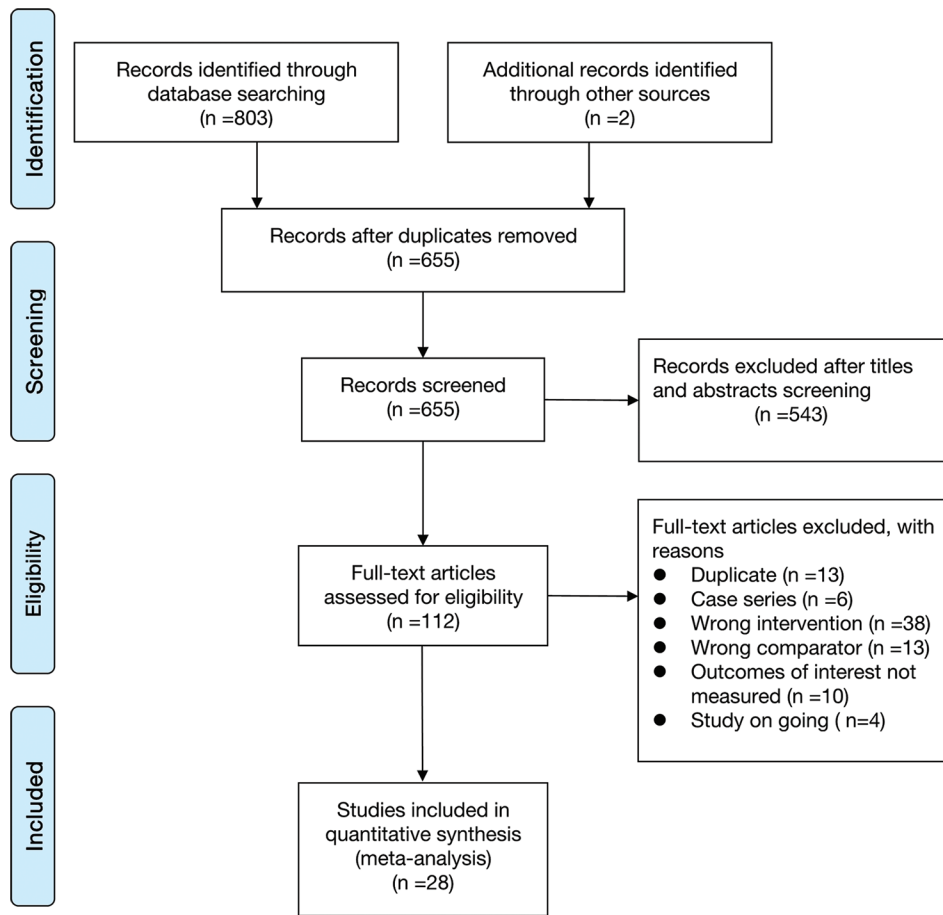 Identification
Records identified through
database searching
(n =803)
Additional records identified
through other sources
(n =2)
Records after duplicates removed
(n =655)
Screening
Records screened
(n =655)
Records excluded after titles
and abstracts screening
(n =543)
Eligibility
Full-text articles
assessed for eligibility
(n =112)
Full-text articles excluded, with
reasons
● Duplicate (n =13)
● Case series (n =6)
● Wrong intervention (n =38)
● Wrong comparator (n =13)
● Outcomes of interest not
measured (n =10)
● Study on going ( n=4)
Included
Studies included in
quantitative synthesis
(meta-analysis)
(n =28)